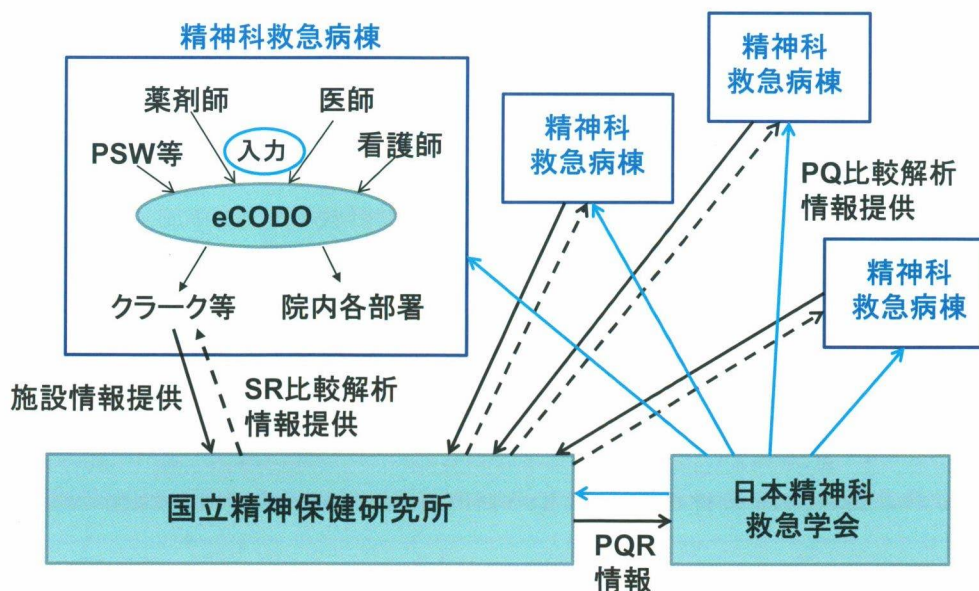 精神科救急病棟
薬剤師
医師
PSW等
入力
看護師
eCODO
クラーク等
院内各部署
精神科
救急病棟
精神科
救急病棟
PQ比較解析
情報提供
精神科
救急病棟
施設情報提供
SR比較解析
情報提供
国立精神保健研究所
PQR
情報
日本精神科
救急学会